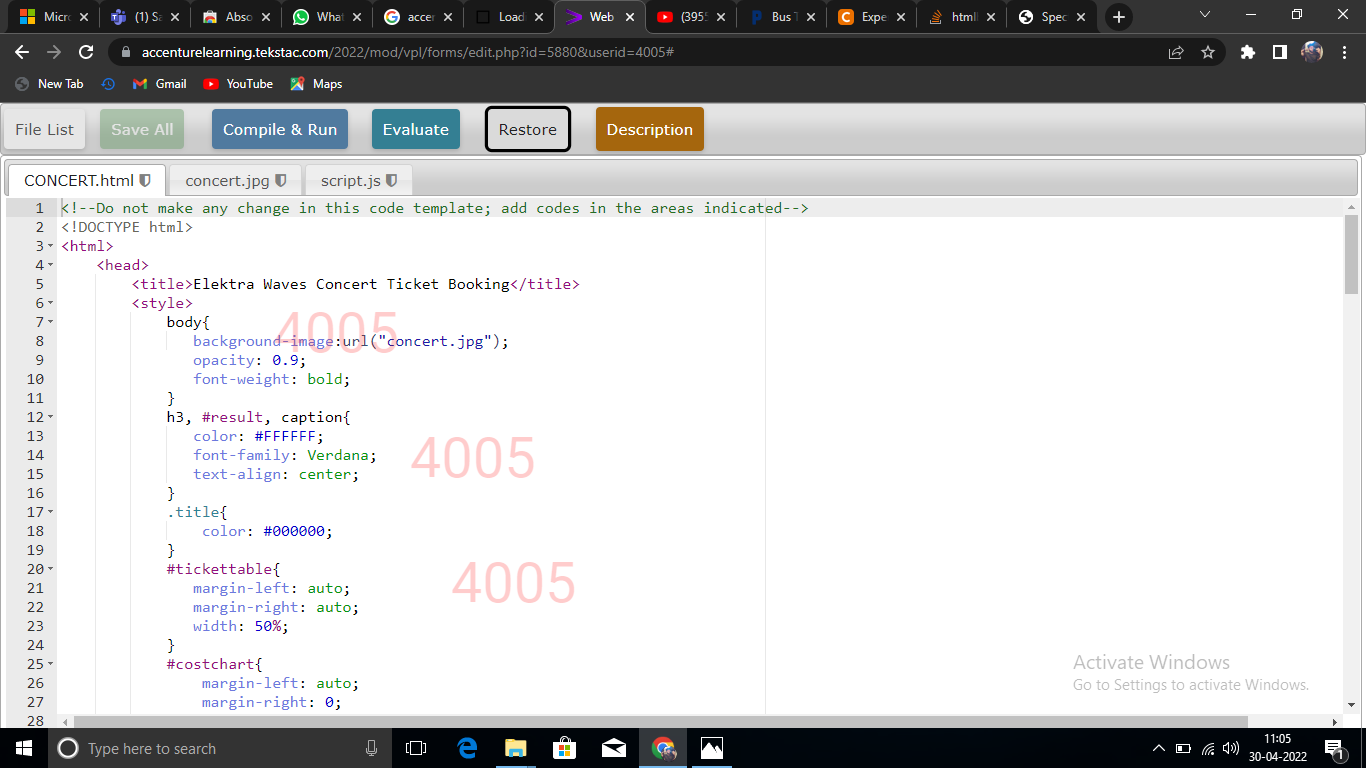 Micro
(1) Sa
Abso
What
accer
Loadi
Web
(3955
Bus T
Expe
htmll
Spec
accenturelearning.tekstac.com/2022/mod/vpl/forms/edit.php?id=5880&userid=4005#
New Tab
Gmail
YouTube
Maps
File List
Save All
Compile & Run
Evaluate
Restore
Description
CONCERT.html
concert.jpg
script.js
1 <!--Do not make any change in this code template; add codes in the areas indicated-->
2 <!DOCTYPE html>
3 <html>
4 <head>
5 <title>Elektra Waves Concert Ticket Booking</title>
6 <style>
7 body{
8 background-image:url("concert.jpg");
9 opacity: 0.9;
10 font-weight: bold;
11 }
12 h3, #result, caption{
13 color: #FFFFFF;
14 font-family: Verdana;
15 text-align: center;
16 }
17 .title{
18 color: #000000;
19 }
20 #tickettable{
21 margin-left: auto;
22 margin-right: auto;
23 width: 50%;
24 }
25 #costchart{
26 margin-left: auto;
27 margin-right: 0;
28
4005
4005
4005
Activate Windows
Go to Settings to activate Windows.
Type here to search
11:05
30-04-2022
1